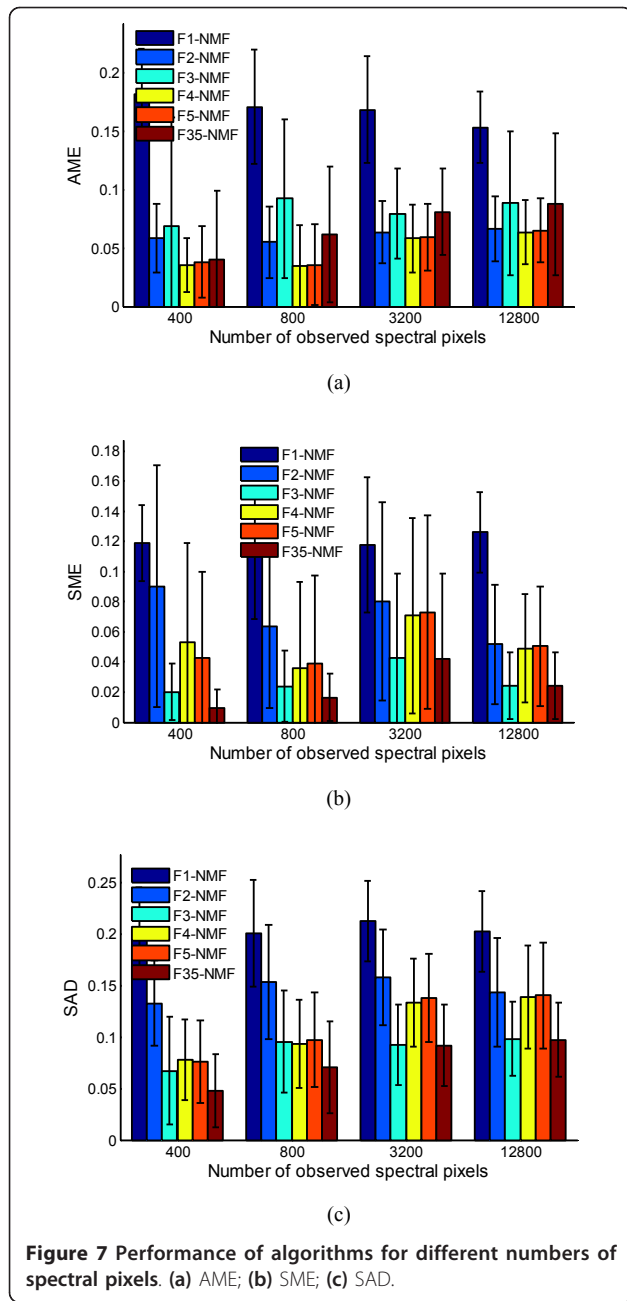 F1-NMF
F2-NMF
F3-NMF
F4-NMF
F5-NMF
F35-NMF
0.2
0.15
0.1
0.05
0
AME
400 800 3200 12800
Number of observed spectral pixels
(a)
F1-NMF
F2-NMF
F3-NMF
F4-NMF
F5-NMF
F35-NMF
0.18
0.16
0.14
0.12
0.1
0.08
0.06
0.04
0.02
0
SME
400 800 3200 12800
Number of observed spectral pixels
(b)
F1-NMF
F2-NMF
F3-NMF
F4-NMF
F5-NMF
F35-NMF
0.25
0.2
0.15
0.1
0.05
0
SAD
400 800 3200 12800
Number of observed spectral pixels
(c)
Figure 7 Performance of algorithms for different numbers of
spectral pixels. (a) AME; (b) SME; (c) SAD.